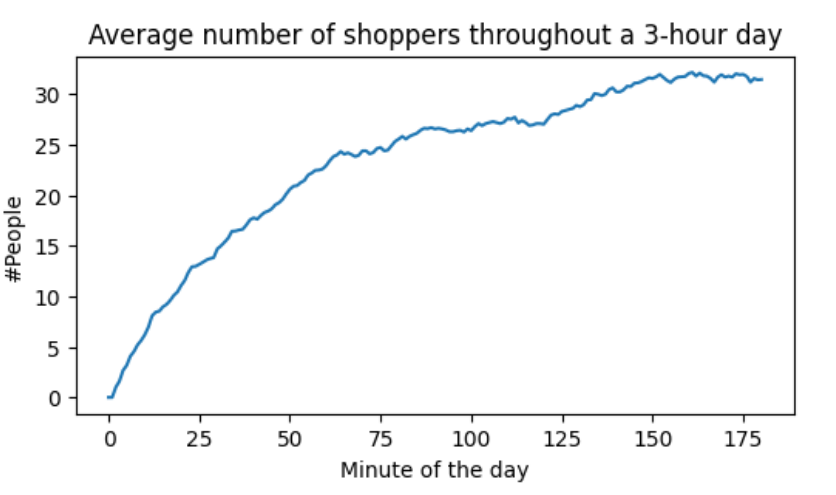 Average number of shoppers throughout a 3-hour day
#People
30
25
20
15
10
5
0
0 25 50 75 100 125 150 175
Minute of the day